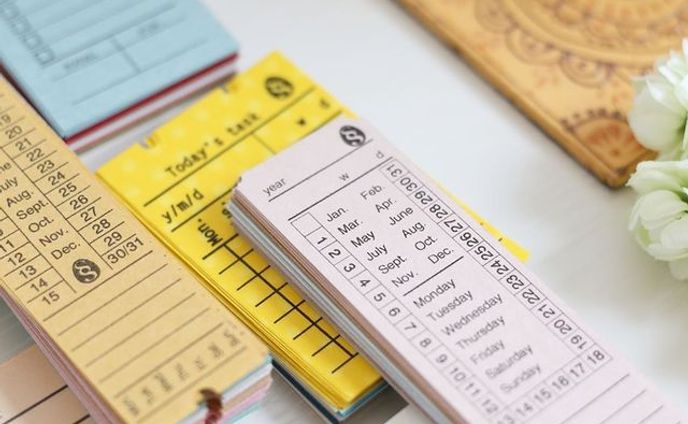 Today's task
w
y/m/d
Mon.
year
w d
Jan. Feb.
Mar. Apr.
May June
July Aug.
Sept. Oct.
Nov. Dec.
Monday
Tuesday
Wednesday
Thursday
Friday
Saturday
Sunday
1
2
3
4
5
6
7
8
9
10 11 12 13 14 15 16 17 18
19
20
21
22
23
24
25
26
27
28
29
30
31
July Aug.
Sept.
Oct.
Nov.
Dec.
12
13
14
15
19
20
21
22
23
24
25
26
27
28
29
30/31